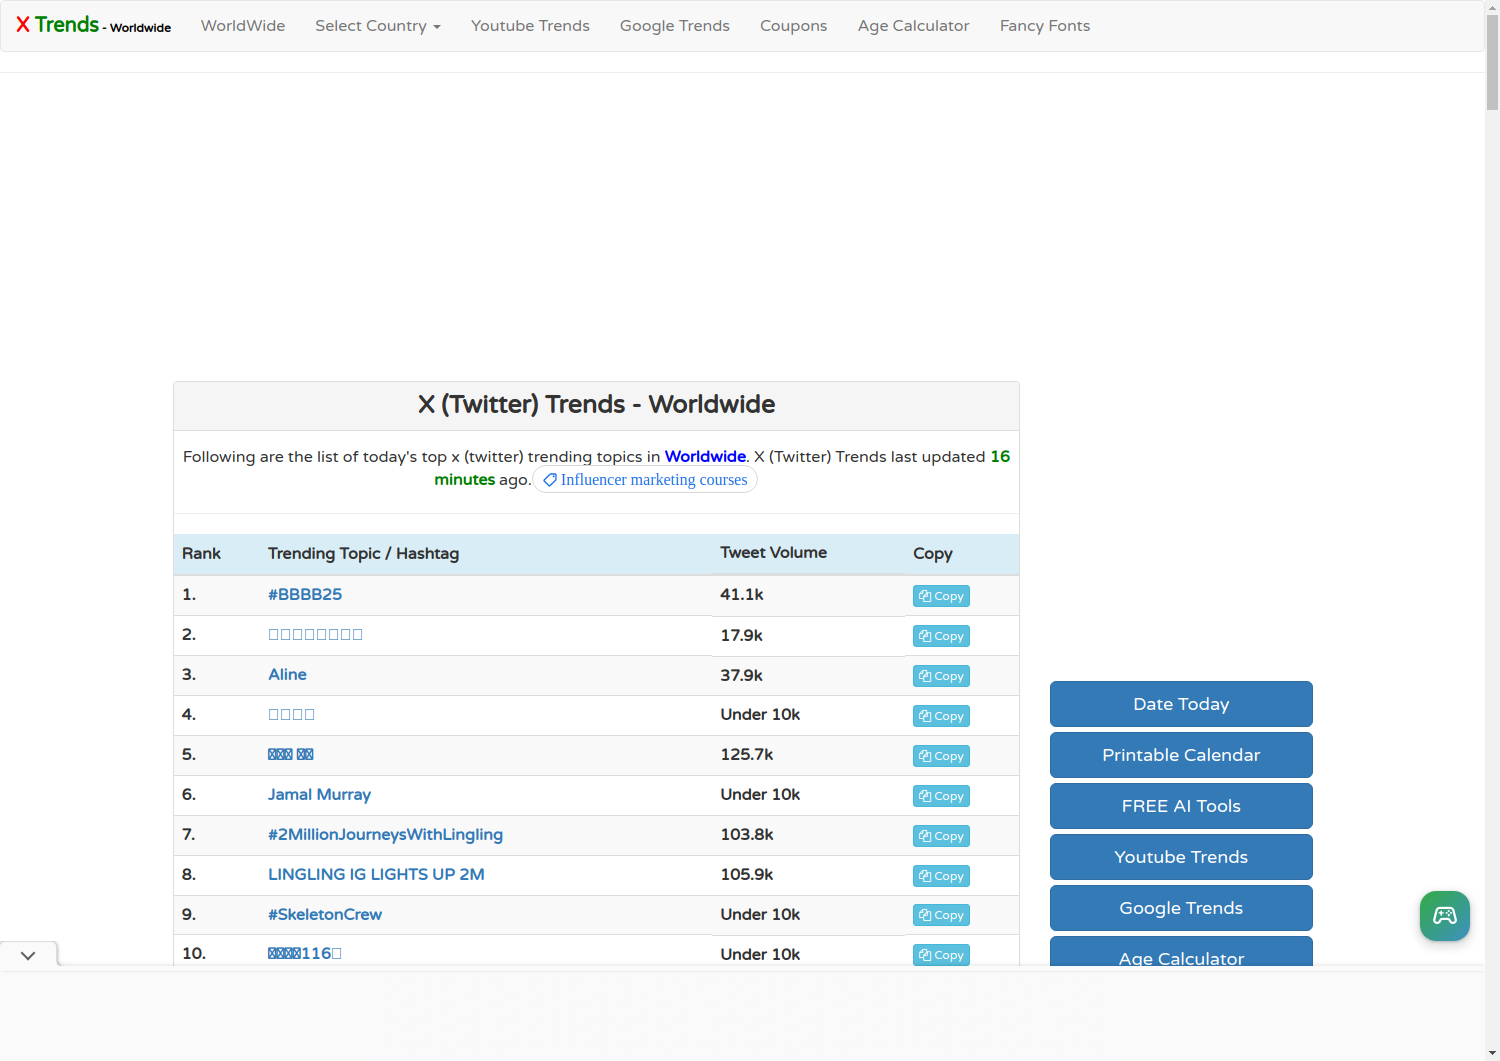 X Trends - Worldwide WorldWide Select Country Youtube Trends Google Trends Coupons Age Calculator Fancy Fonts
X (Twitter) Trends - Worldwide
Following are the list of today's top x (twitter) trending topics in Worldwide. X (Twitter) Trends last updated 16
minutes ago. Influencer marketing courses
Rank Trending Topic / Hashtag Tweet Volume Copy
1. #BBBB25 41.1k Copy
2. 17.9k Copy
3. Aline 37.9k Copy
4. Under 10k Copy
5. 125.7k Copy
6. Jamal Murray Under 10k Copy
7. #2MillionJourneysWithLingling 103.8k Copy
8. LINGLING IG LIGHTS UP 2M 105.9k Copy
9. #SkeletonCrew Under 10k Copy
10. 116 Under 10k Copy
Date Today
Printable Calendar
FREE AI Tools
Youtube Trends
Google Trends
Age Calculator